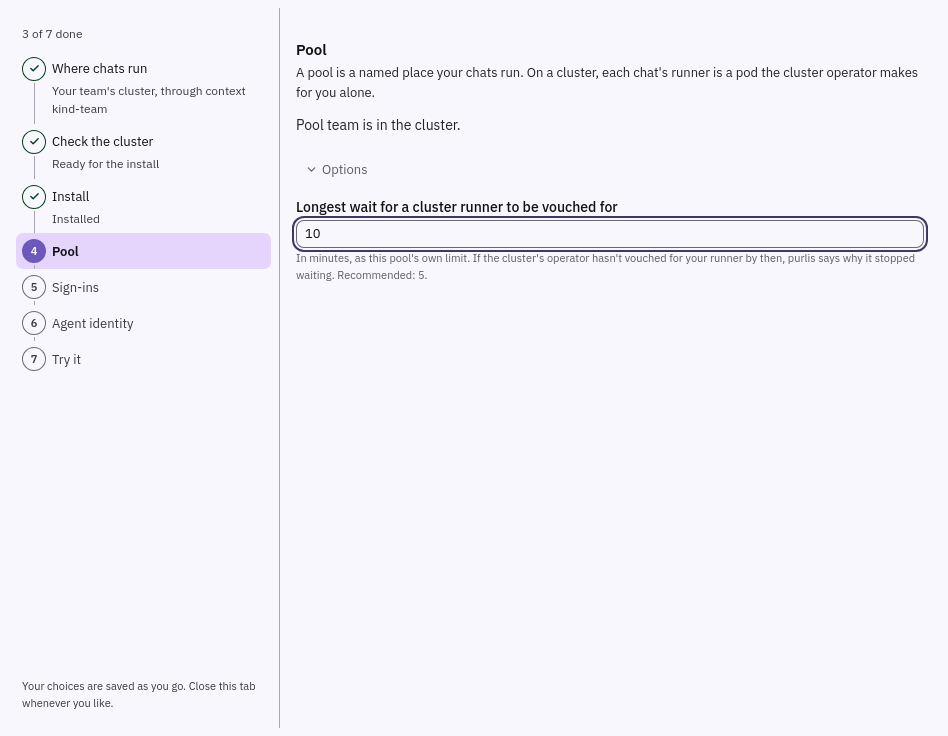 3 of 7 done
Where chats run
Your team's cluster, through context
kind-team
Check the cluster
Ready for the install
Install
Installed
4 Pool
5 Sign-ins
6 Agent identity
7 Try it
Your choices are saved as you go. Close this tab
whenever you like.
Pool
A pool is a named place your chats run. On a cluster, each chat's runner is a pod the cluster operator makes
for you alone.
Pool team is in the cluster.
Options
Longest wait for a cluster runner to be vouched for
10
In minutes, as this pool's own limit. If the cluster's operator hasn't vouched for your runner by then, purlis says why it stopped
waiting. Recommended: 5.